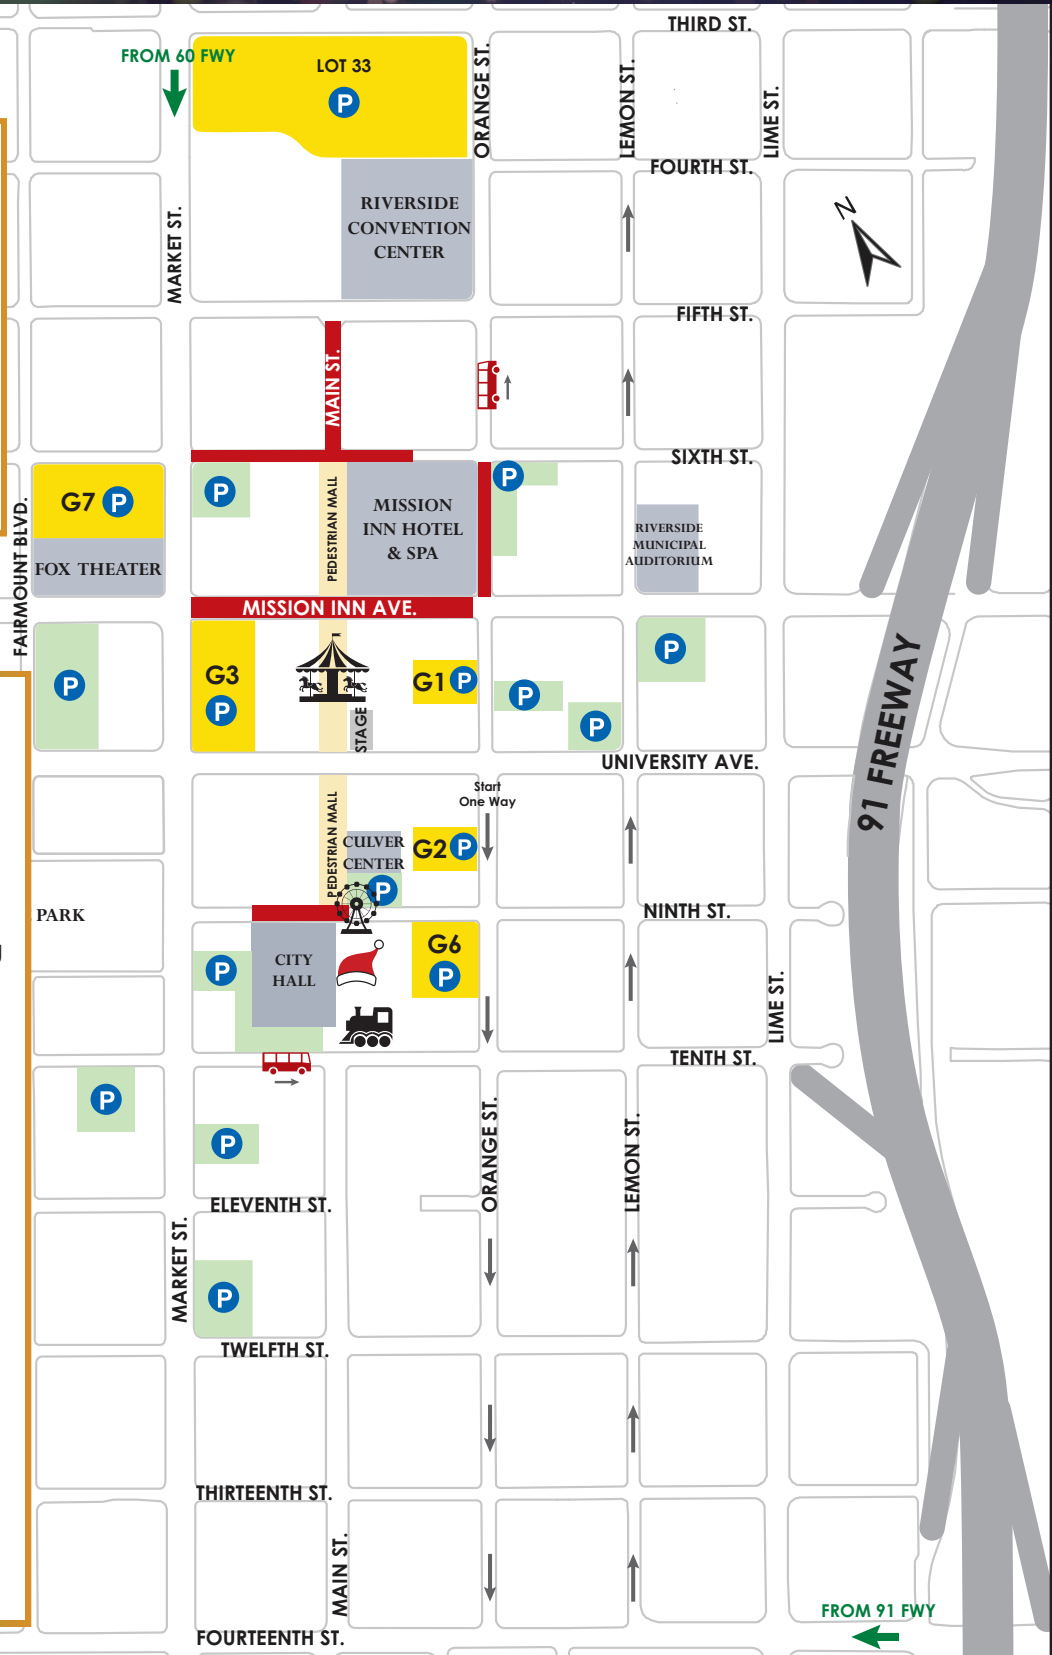 THIRD ST.
FROM 60 FWY
LOT 33
P
ORANGE ST.
LEMON ST.
LIME ST.
FOURTH ST.
RIVERSIDE
CONVENTION
CENTER
MARKET ST.
N
FIFTH ST.
MAIN ST.
SIXTH ST.
G7 P
FOX THEATER
FAIRMOUNT BLVD.
P
PEDESTRIAN MALL
MISSION
INN HOTEL
& SPA
P
RIVERSIDE
MUNICIPAL
AUDITORIUM
MISSION INN AVE.
P
G3
P
STAGE
G1 P
P
P
P
91 FREEWAY
UNIVERSITY AVE.
Start
One Way
PEDESTRIAN MALL
CULVER
CENTER
P
G2 P
PARK
NINTH ST.
P
CITY
HALL
G6
P
LIME ST.
TENTH ST.
P
P
ORANGE ST.
LEMON ST.
ELEVENTH ST.
MARKET ST.
P
TWELFTH ST.
THIRTEENTH ST.
MAIN ST.
FROM 91 FWY
FOURTEENTH ST.